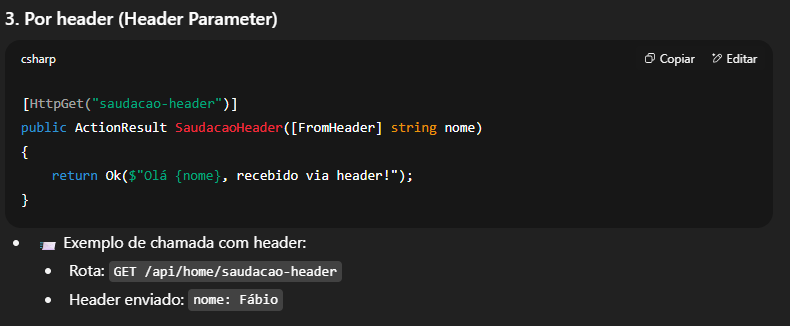 3. Por header (Header Parameter)
csharp
Copiar
Editar
[HttpGet("saudacao-header")]
public ActionResult SaudacaoHeader([FromHeader] string nome)
{
    return Ok($"Olá {nome}, recebido via header!");
}
Exemplo de chamada com header:
Rota: GET /api/home/saudacao-header
Header enviado: nome: Fábio